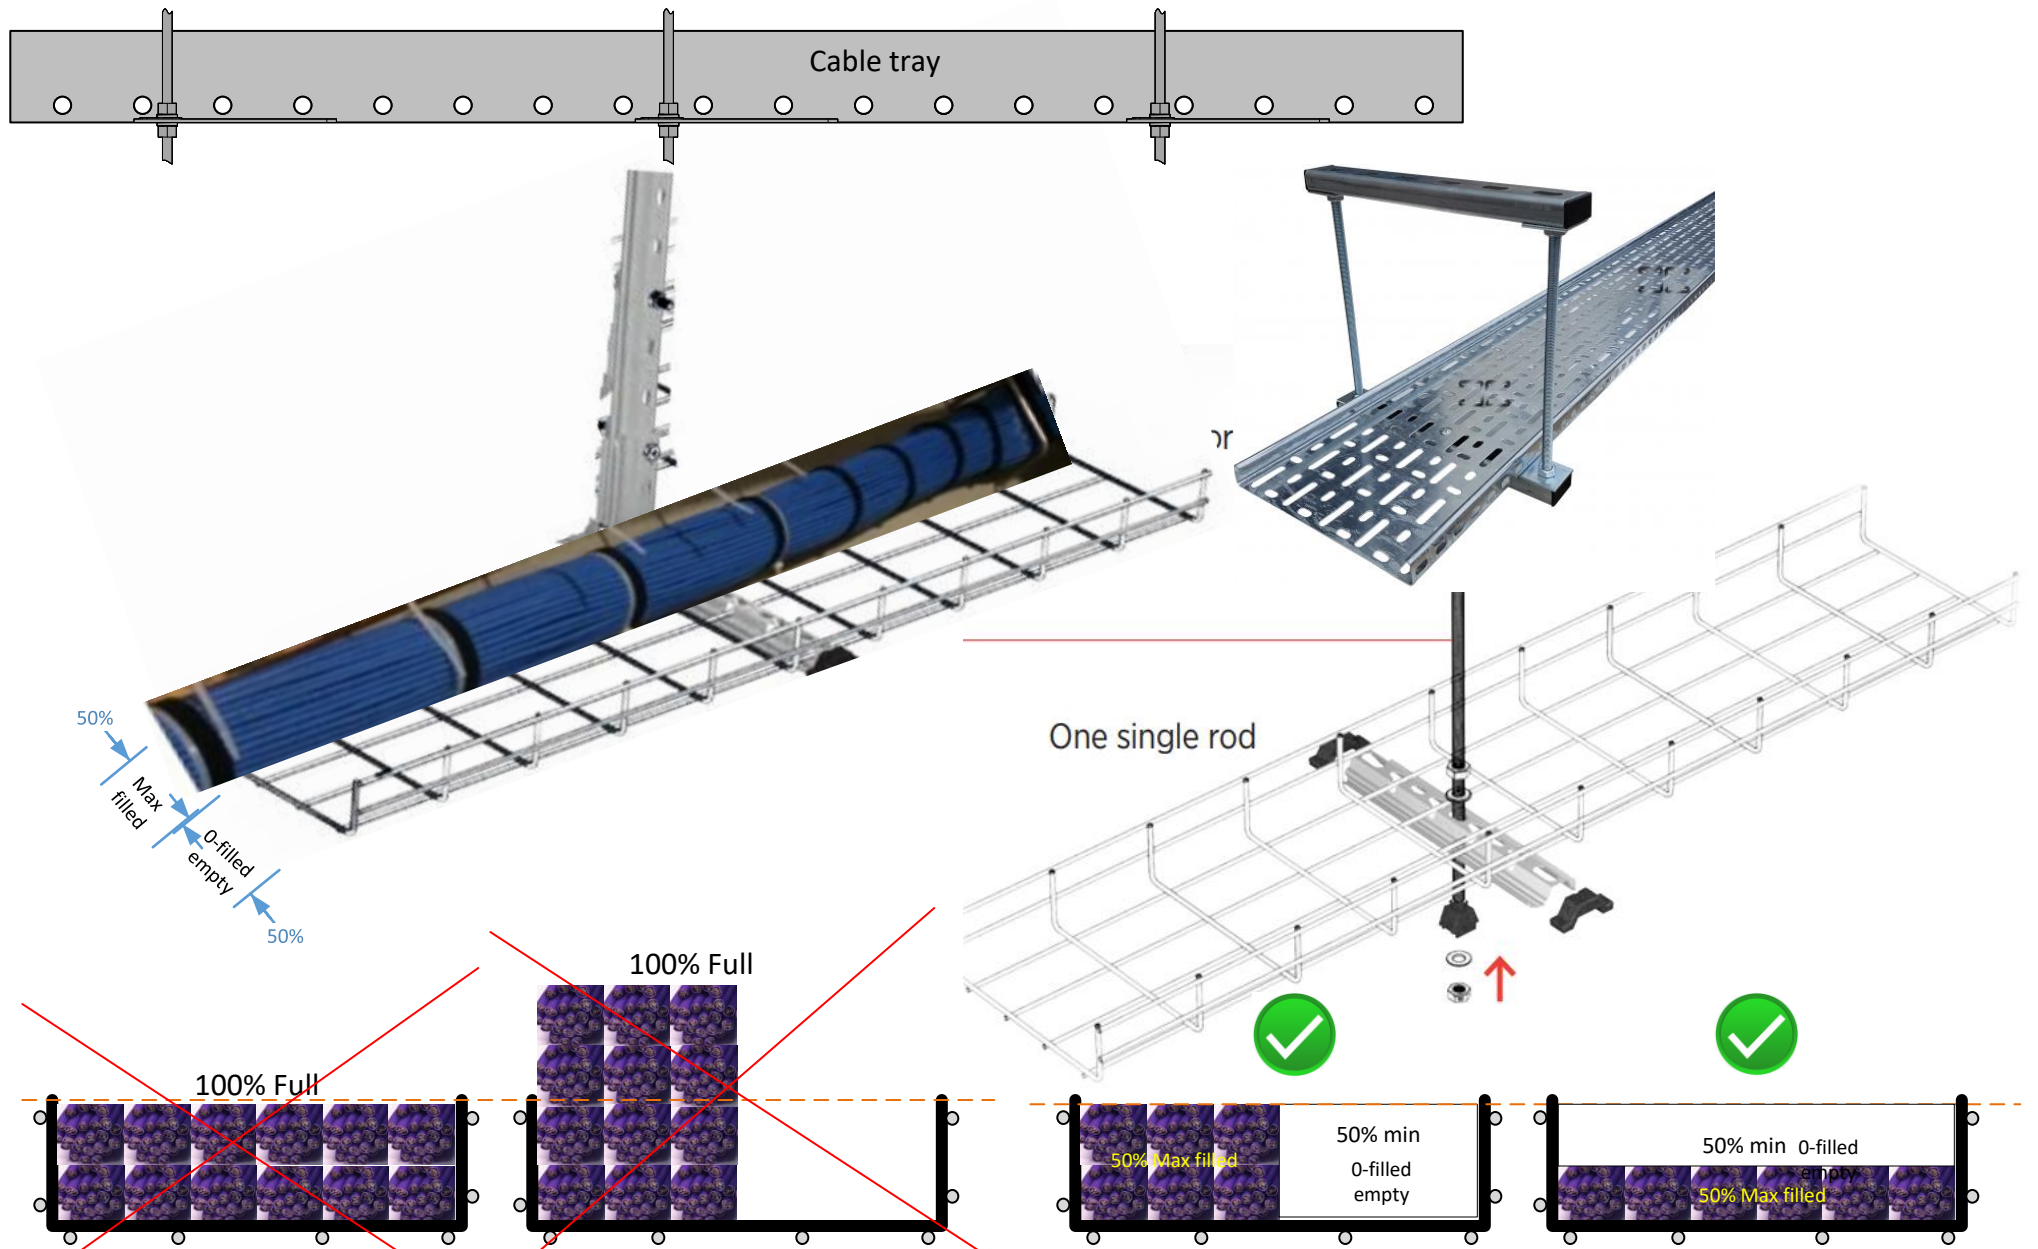 Cable tray
or
50%
Max
filled
0-filled
empty
50%
One single rod
100% Full
100% Full
50% Max filled
50% min
0-filled
empty
50% min
0-filled
empty
50% Max filled